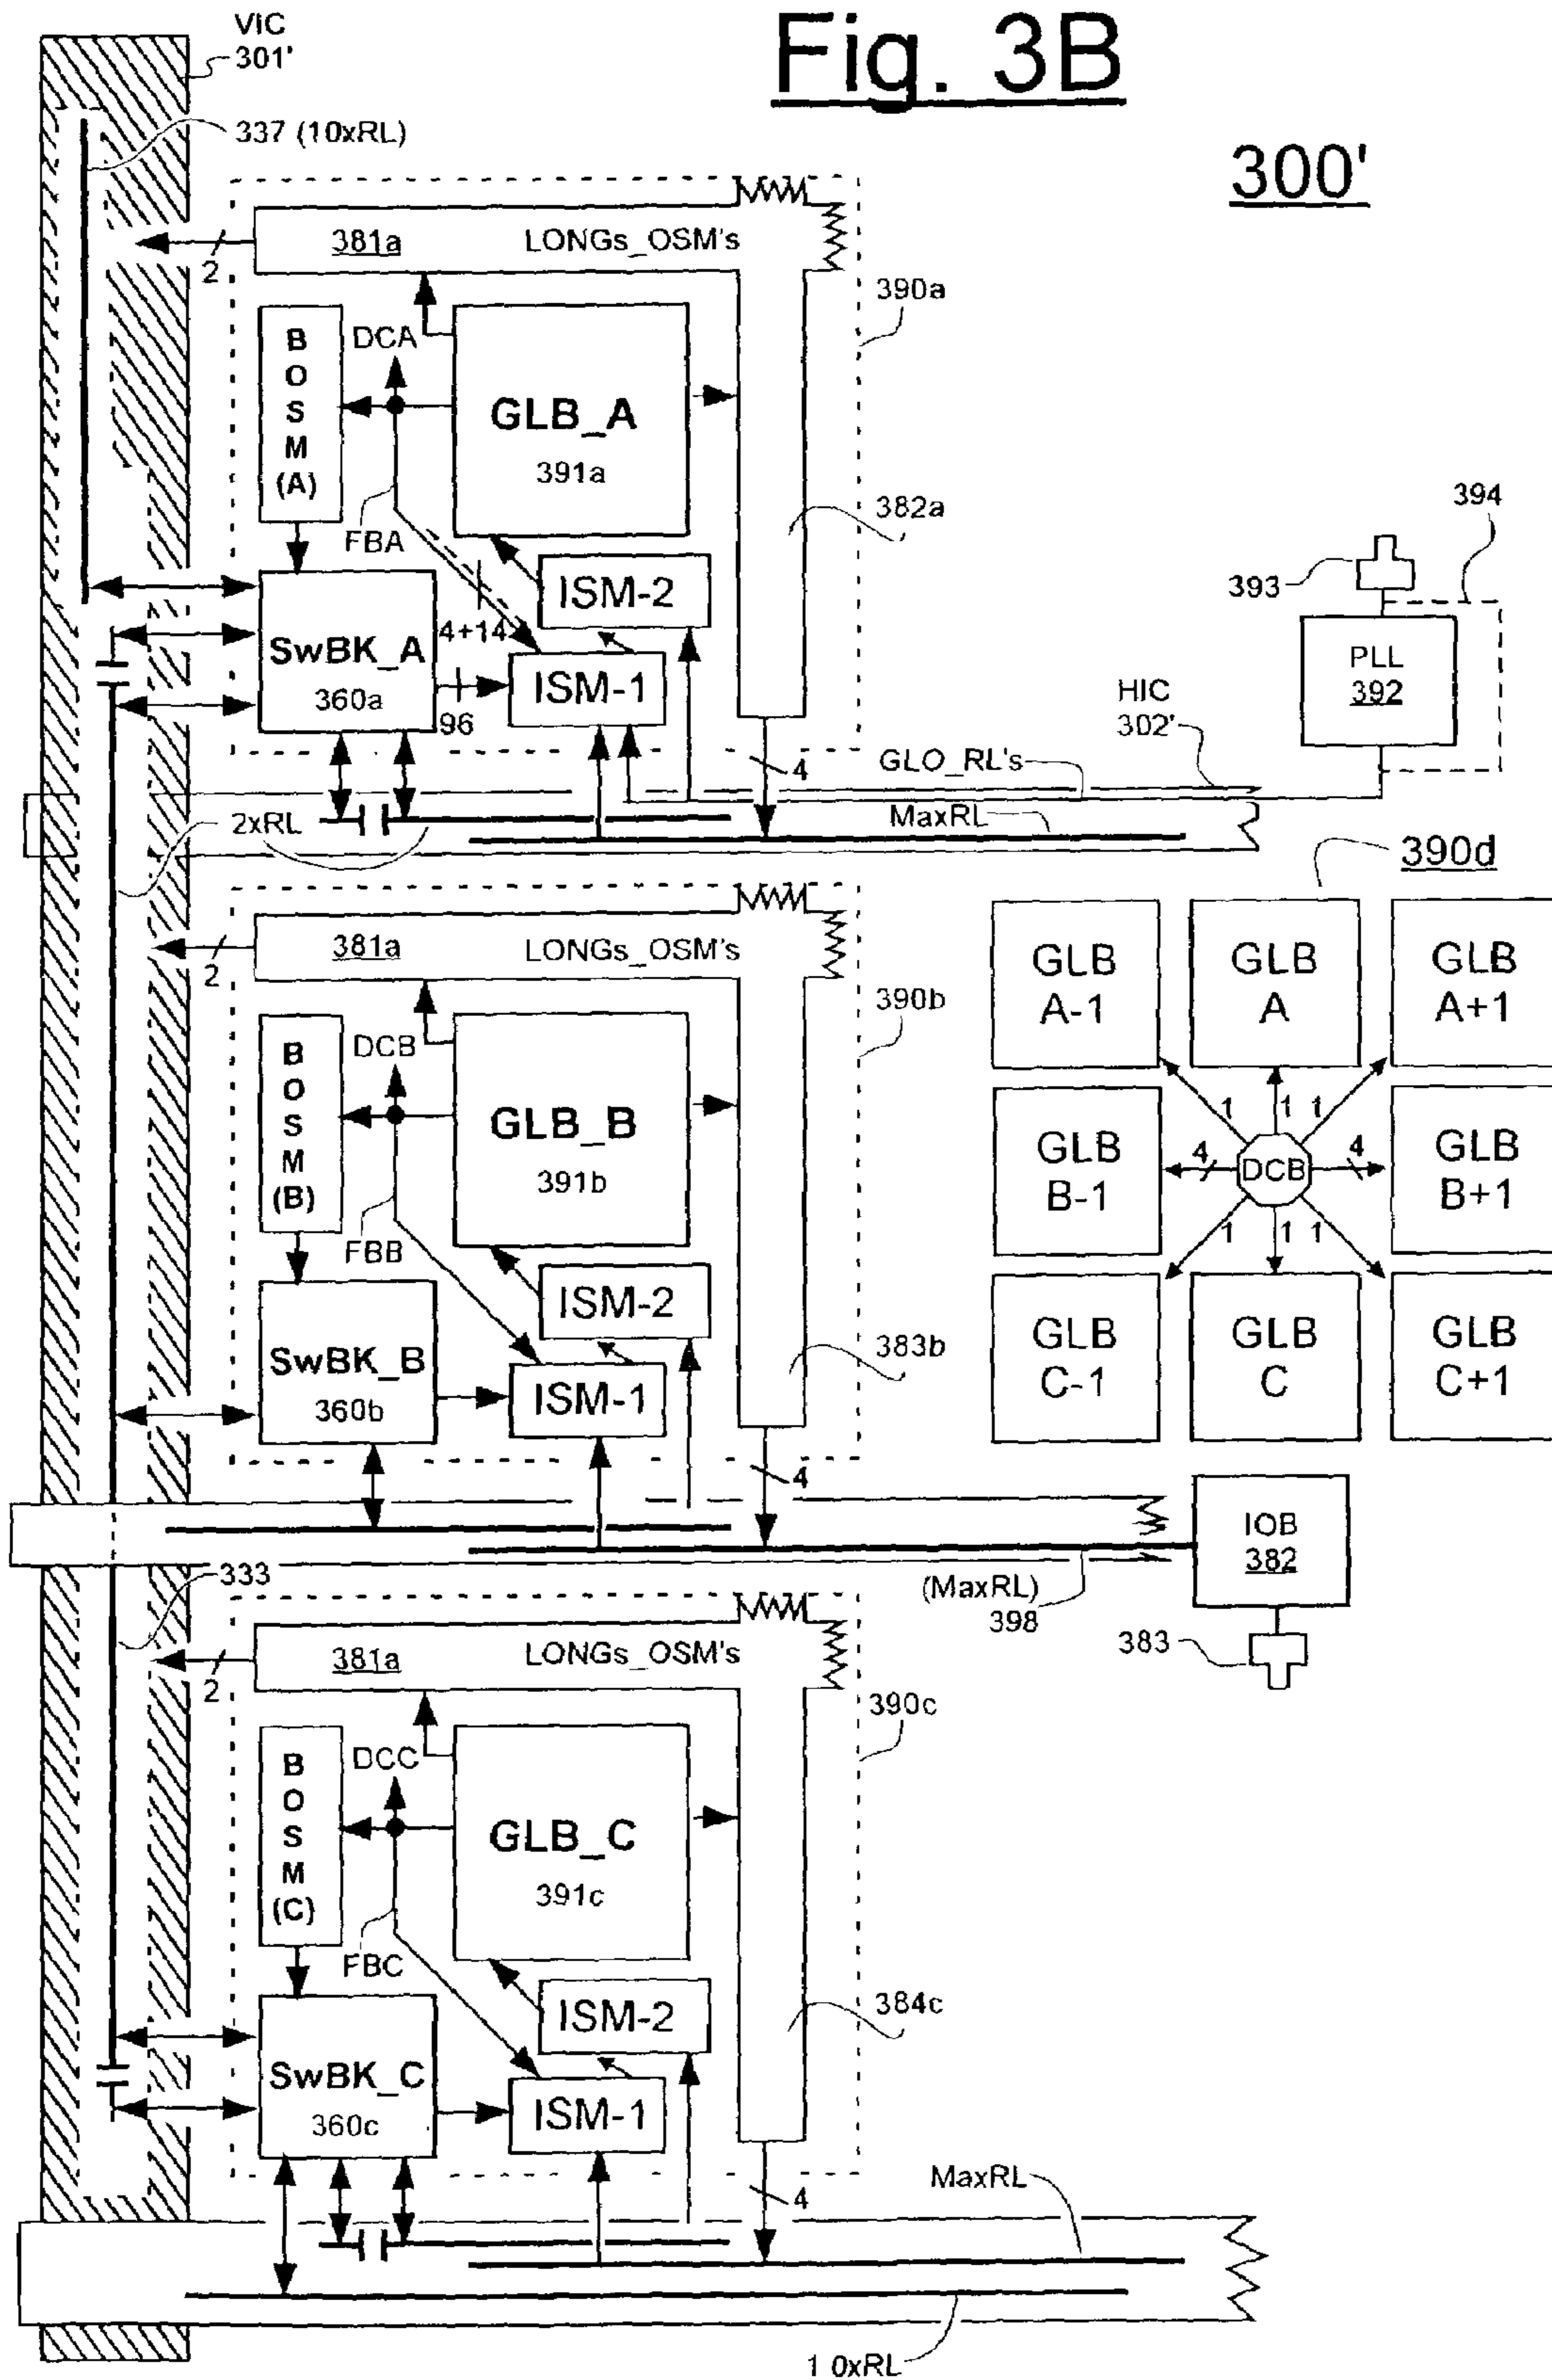 Fig. 3B
300'
VIC
301'
337 (10xRL)
381a
LONGs_OSM's
2
390a
B
O
S
M
(A)
DCA
GLB_A
391a
382a
FBA
ISM-2
4+14
SwBK_A
360a
96
ISM-1
394
393
PLL
392
HIC
302'
4
GLO_RL's
2xRL
MaxRL
390d
381a
LONGs_OSM's
2
390b
B
O
S
M
(B)
DCB
GLB_B
391b
383b
FBB
ISM-2
SwBK_B
360b
ISM-1
4
GLB
A-1
GLB
A
GLB
A+1
1
1
1
GLB
B-1
4
DCB
4
GLB
B+1
1
1
1
GLB
C-1
GLB
C
GLB
C+1
IOB
382
333
(MaxRL)
398
383
381a
LONGs_OSM's
2
390c
B
O
S
M
(C)
DCC
GLB_C
391c
384c
FBC
ISM-2
SwBK_C
360c
ISM-1
4
MaxRL
1 0xRL